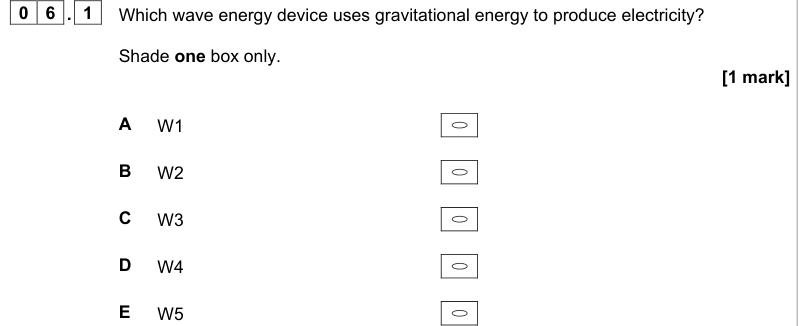 0 6 . 1 Which wave energy device uses gravitational energy to produce electricity?
Shade one box only.
[1 mark]
A W1
B W2
C W3
D W4
E W5